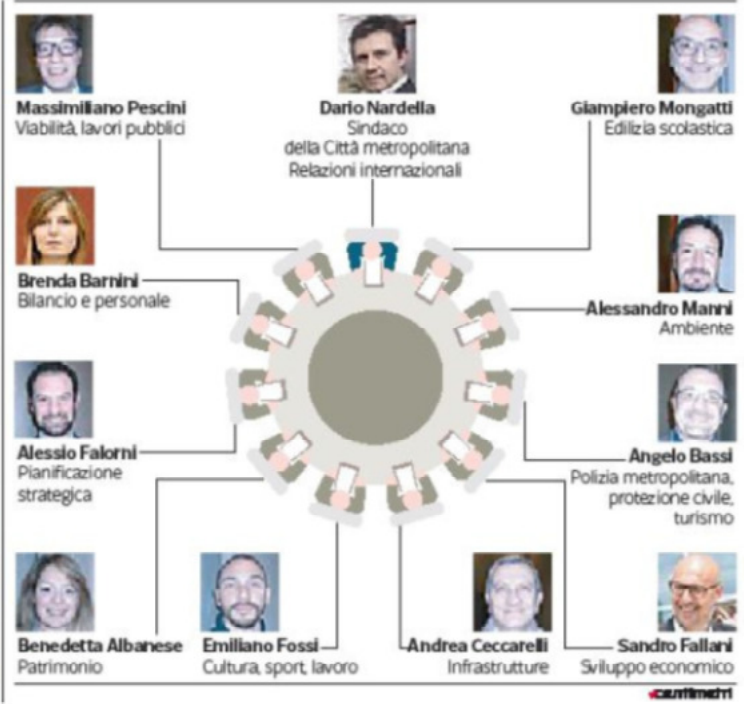 Massimiliano Pescini
Viabilità, lavori pubblici
Dario Nardella
Sindaco
della Città metropolitana
Relazioni internazionali
Giampiero Mongatti
Edilizia scolastica
Brenda Barnini
Bilancio e personale
Alessandro Manni
Ambiente
Alessio Falorni
Pianificazione
strategica
Angelo Bassi
Polizia metropolitana,
protezione civile,
turismo
Benedetta Albanese
Patrimonio
Emiliano Fossi
Cultura, sport, lavoro
Andrea Ceccarelli
Infrastrutture
Sandro Fallani
Sviluppo economico
centimetri